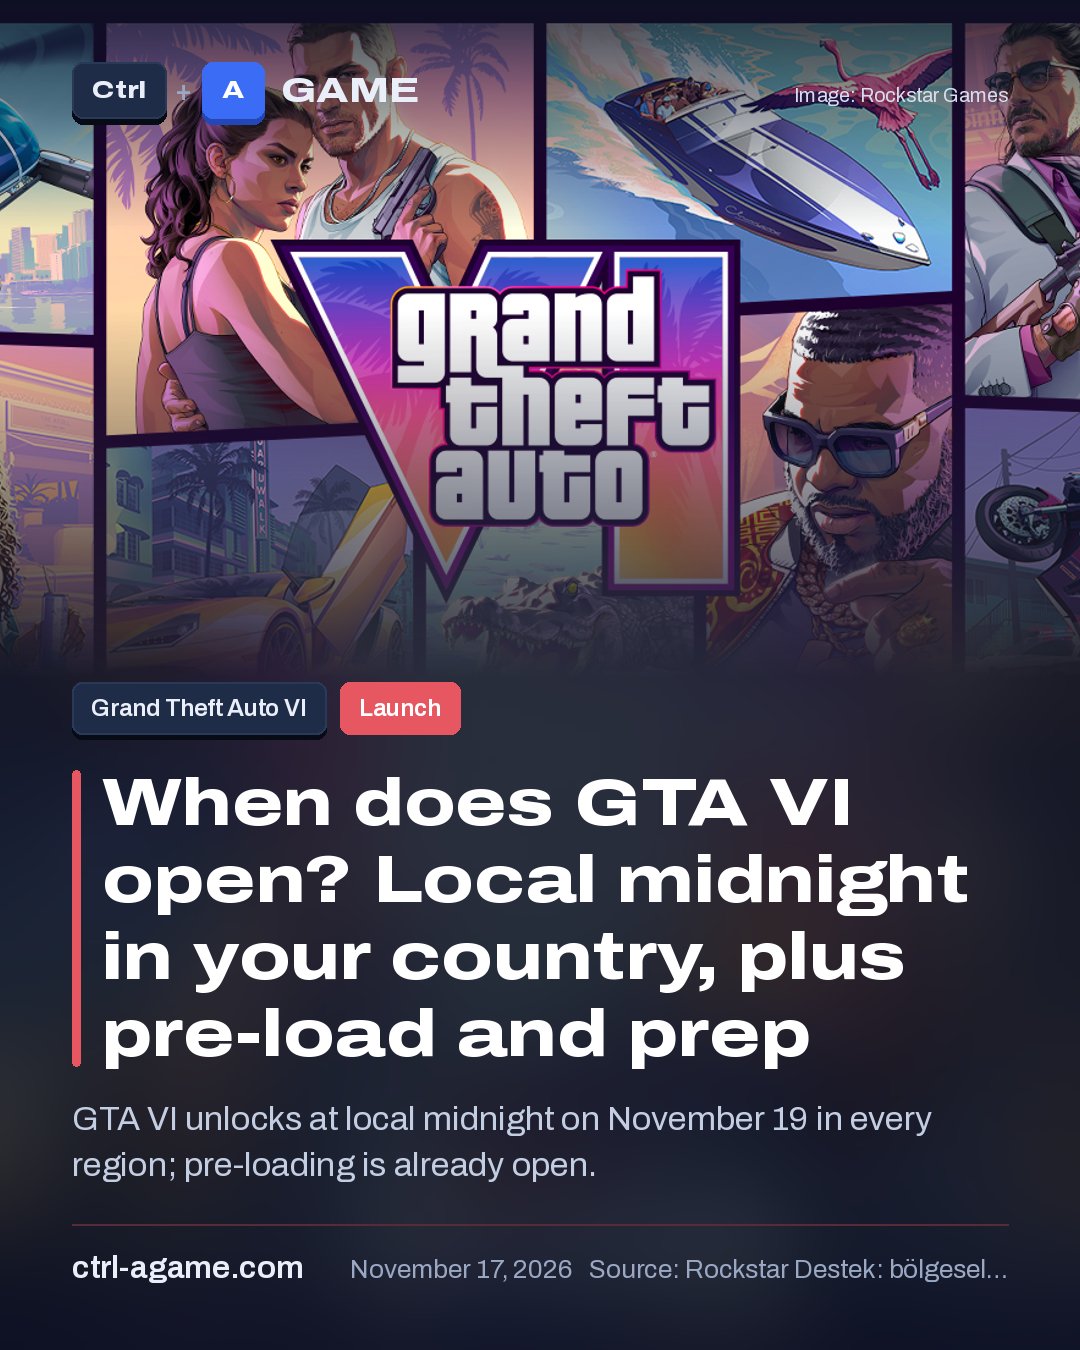 Ctrl + A GAME
Image: Rockstar Games
VI
grand
theft
auto
Grand Theft Auto VI
Launch
When does GTA VI
open? Local midnight
in your country, plus
pre-load and prep
GTA VI unlocks at local midnight on November 19 in every
region; pre-loading is already open.
ctrl-agame.com
November 17, 2026 Source: Rockstar Destek: bölgesel...